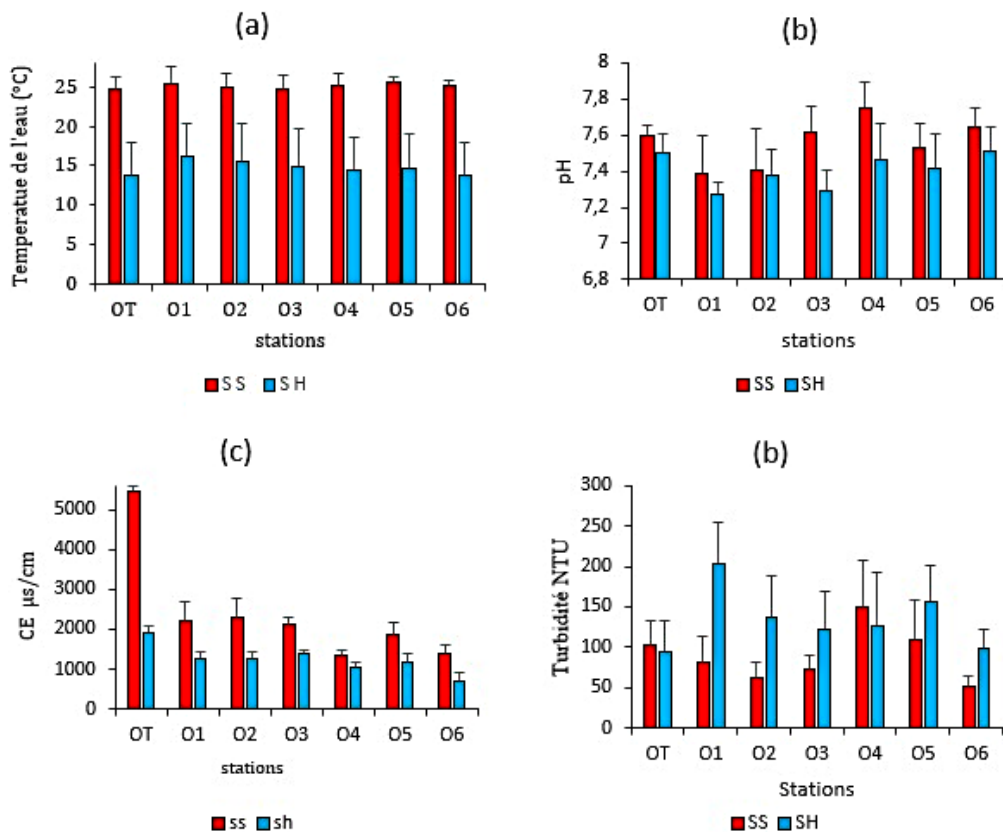 (a)
Temperatue de l'eau (°C)
25
20
15
10
5
0
OT O1 O2 O3 O4 O5 O6
stations
S S S H
(b)
pH
8
7,8
7,6
7,4
7,2
7
6,8
OT O1 O2 O3 O4 O5 O6
stations
SS SH
(c)
CE µs/cm
5000
4000
3000
2000
1000
0
OT O1 O2 O3 O4 O5 O6
stations
ss sh
(b)
Turbidité NTU
300
250
200
150
100
50
0
OT O1 O2 O3 O4 O5 O6
Stations
SS SH